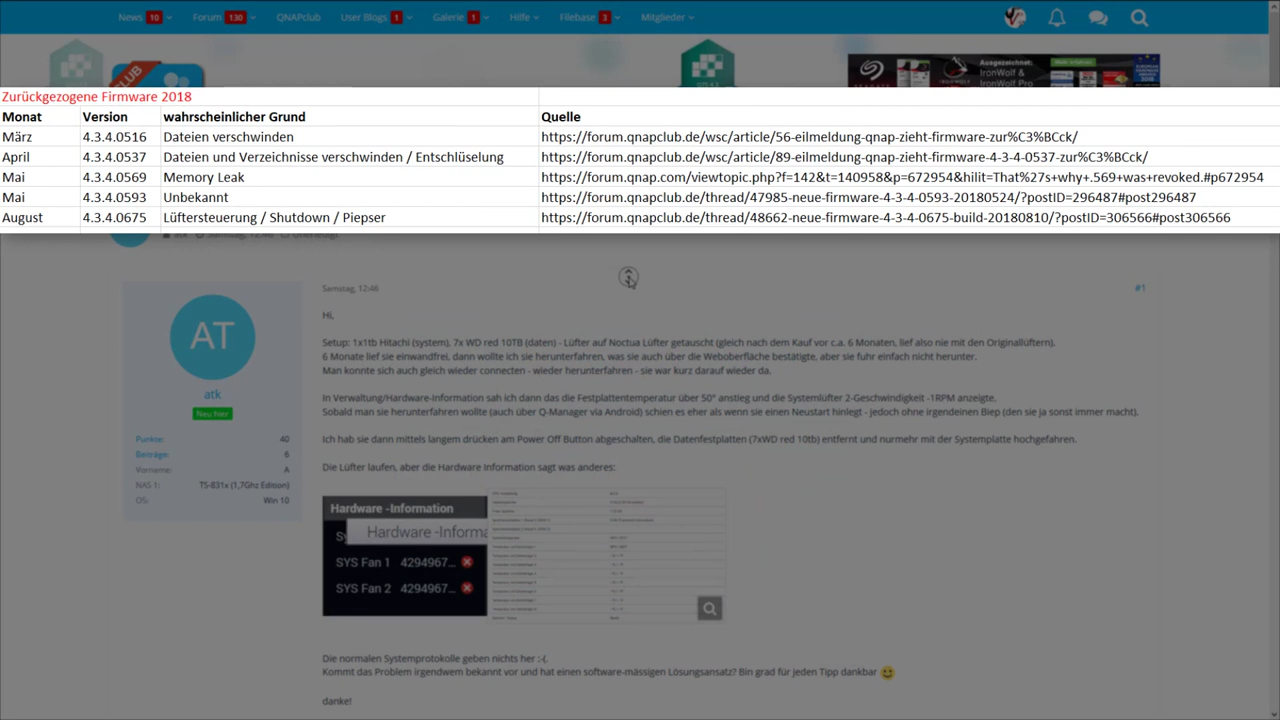 News 10 Forum 130 QNAPclub User Blogs 1 Galerie 1 Hilfe Filebase 3 Mitglieder
CLUB
Ausgezeichnet:
IronWolf &
IronWolf Pro
Zurückgezogene Firmware 2018
Monat Version wahrscheinlicher Grund Quelle
März 4.3.4.0516 Dateien verschwinden https://forum.qnapclub.de/wsc/article/56-eilmeldung-qnap-zieht-firmware-zur%C3%BCck/
April 4.3.4.0537 Dateien und Verzeichnisse verschwinden / Entschlüselung https://forum.qnapclub.de/wsc/article/89-eilmeldung-qnap-zieht-firmware-4-3-4-0537-zur%C3%BCck/
Mai 4.3.4.0569 Memory Leak https://forum.qnap.com/viewtopic.php?f=142&t=140958&p=672954&hilit=That%27s+why+.569+was+revoked.#p672954
Mai 4.3.4.0593 Unbekannt https://forum.qnapclub.de/thread/47985-neue-firmware-4-3-4-0593-20180524/?postID=296487#post296487
August 4.3.4.0675 Lüftersteuerung / Shutdown / Piepser https://forum.qnapclub.de/thread/48662-neue-firmware-4-3-4-0675-build-20180810/?postID=306566#post306566
Samstag, 12:46 #1
Hi,
Setup: 1x1tb Hitachi (system), 7x WD red 10TB (daten) - Lüfter auf Noctua Lüfter getauscht (gleich nach dem Kauf vor c.a. 6 Monaten, lief also nie mit den Originallüftern).
6 Monate lief sie einwandfrei, dann wollte ich sie herunterfahren, was sie auch über die Weboberfläche bestätigte, aber sie fuhr einfach nicht herunter.
Man konnte sich auch gleich wieder connecten - wieder herunterfahren - sie war kurz darauf wieder da.
In Verwaltung/Hardware-Information sah ich dann das die Festplattentemperatur über 50° anstieg und die Systemlüfter 2-Geschwindigkeit -1RPM anzeigte.
Sobald man sie herunterfahren wollte (auch über Q-Manager via Android) schien es eher als wenn sie einen Neustart hinlegt - jedoch ohne irgendeinen Biep (den sie ja sonst immer macht).
Ich hab sie dann mittels langem drücken am Power Off Button abgeschalten, die Datenfestplatten (7xWD red 10tb) entfernt und nurmehr mit der Systemplatte hochgefahren.
Die Lüfter laufen, aber die Hardware Information sagt was anderes:
AT
atk
Neu hier
Punkte: 40
Beiträge: 6
Vorname: A
NAS 1: TS-831x (1,7Ghz Edition)
OS: Win 10
Hardware -Information
Sy Hardware -Informa
SYS Fan 1 4294967...
SYS Fan 2 4294967...
Die normalen Systemprotokolle geben nichts her :-(.
Kommt das Problem irgendwem bekannt vor und hat einen software-mässigen Lösungsansatz? Bin grad für jeden Tipp dankbar
danke!